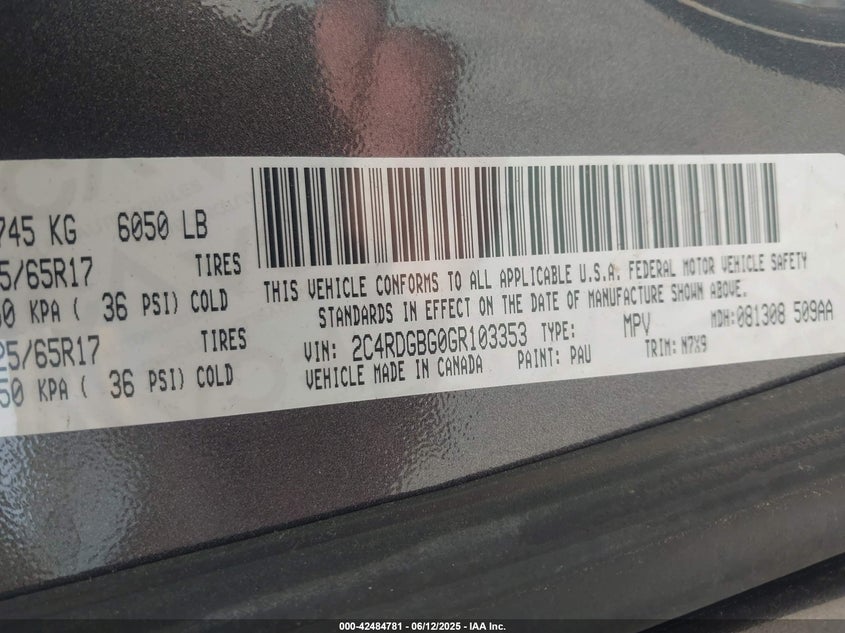 745 KG 6050 LB
5/65R17 TIRES
50 KPA ( 36 PSI) COLD
25/65R17 TIRES
50 KPA ( 36 PSI) COLD
THIS VEHICLE CONFORMS TO ALL APPLICABLE U.S.A. FEDERAL MOTOR VEHICLE SAFETY
STANDARDS IN EFFECT ON THE DATE OF MANUFACTURE SHOWN ABOVE.
VIN: 2C4RDGBG0GR103353 TYPE: MPV MDH:081308 509AA
VEHICLE MADE IN CANADA PAINT: PAU TRIM: N7X9
000-42484781 - 06/12/2025 - IAA Inc.